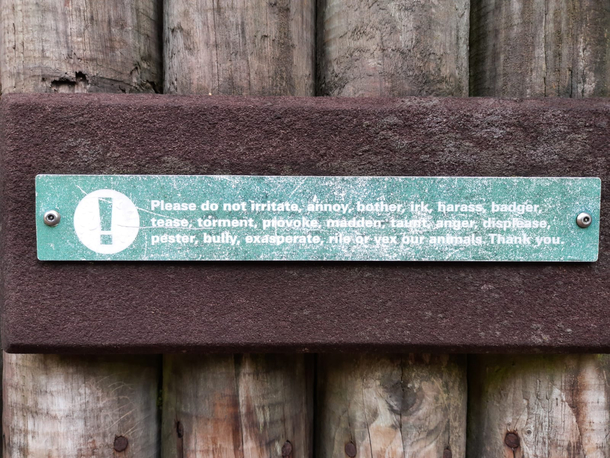 Please do not irritate, annoy, bother, irk, harass, badger,
tease, torment, provoke, madden, taunt, anger, displease,
pester, bully, exasperate, rile or vex our animals. Thank you.